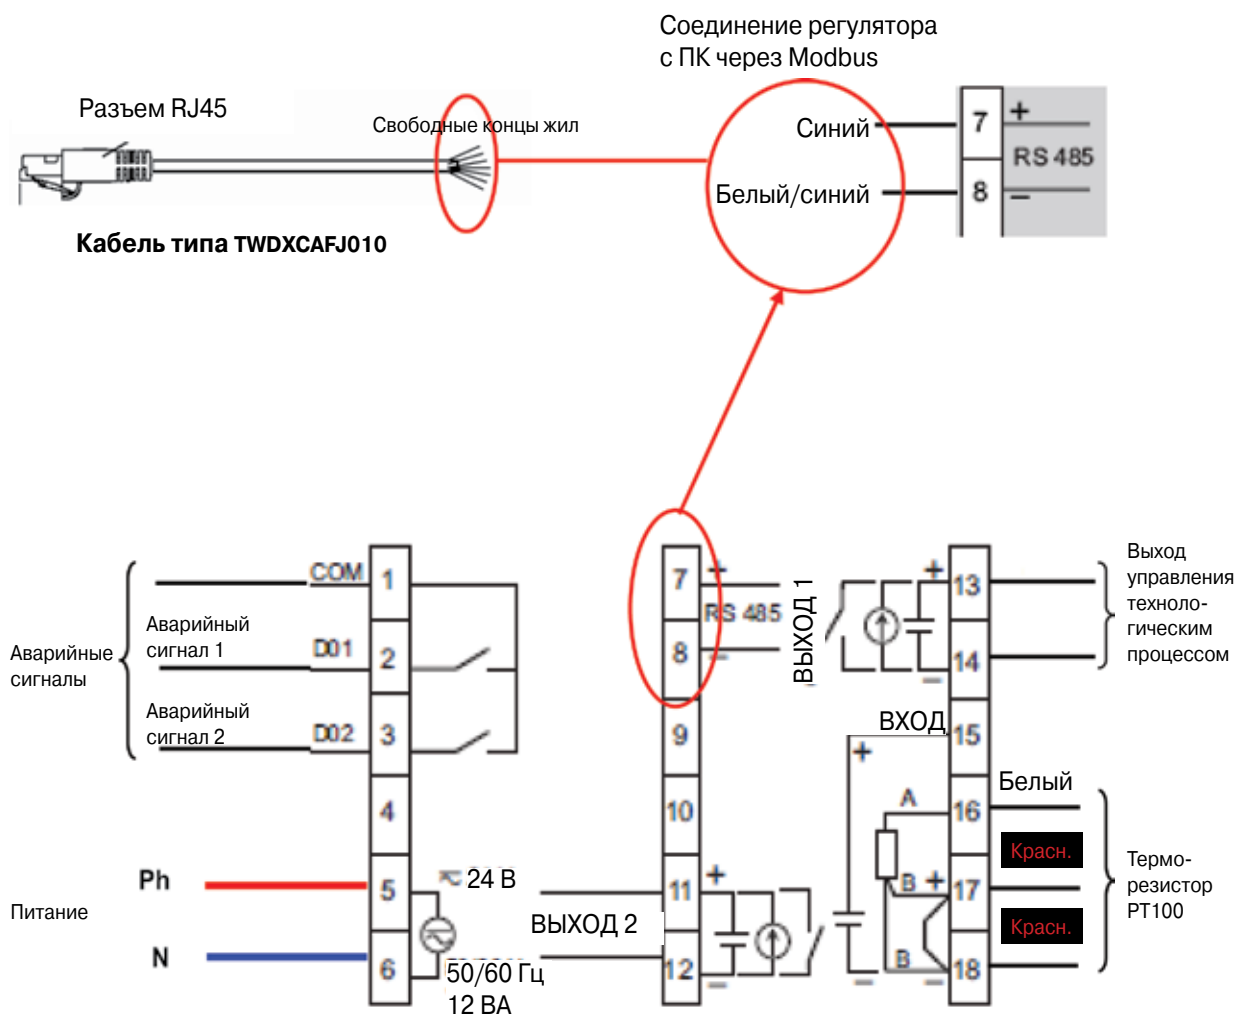 Соединение регулятора
с ПК через Modbus
Разъем RJ45
Свободные концы жил
Синий
7
+
RS 485
Белый/синий
8
−
Кабель типа TWDXCAFJ010
Аварийные
сигналы
COM
1
Аварийный
сигнал 1
D01
2
Аварийный
сигнал 2
D02
3
4
Питание
Ph
5
24 В
N
6
50/60 Гц
12 ВА
7
+
RS 485
8
−
9
10
11
+
ВЫХОД 2
12
−
ВЫХОД 1
+
13
14
−
Выход
управления
техноло-
гическим
процессом
ВХОД
15
+
−
A
16
Белый
Красн.
B
+
17
Красн.
B
18
−
Термо-
резистор
PT100